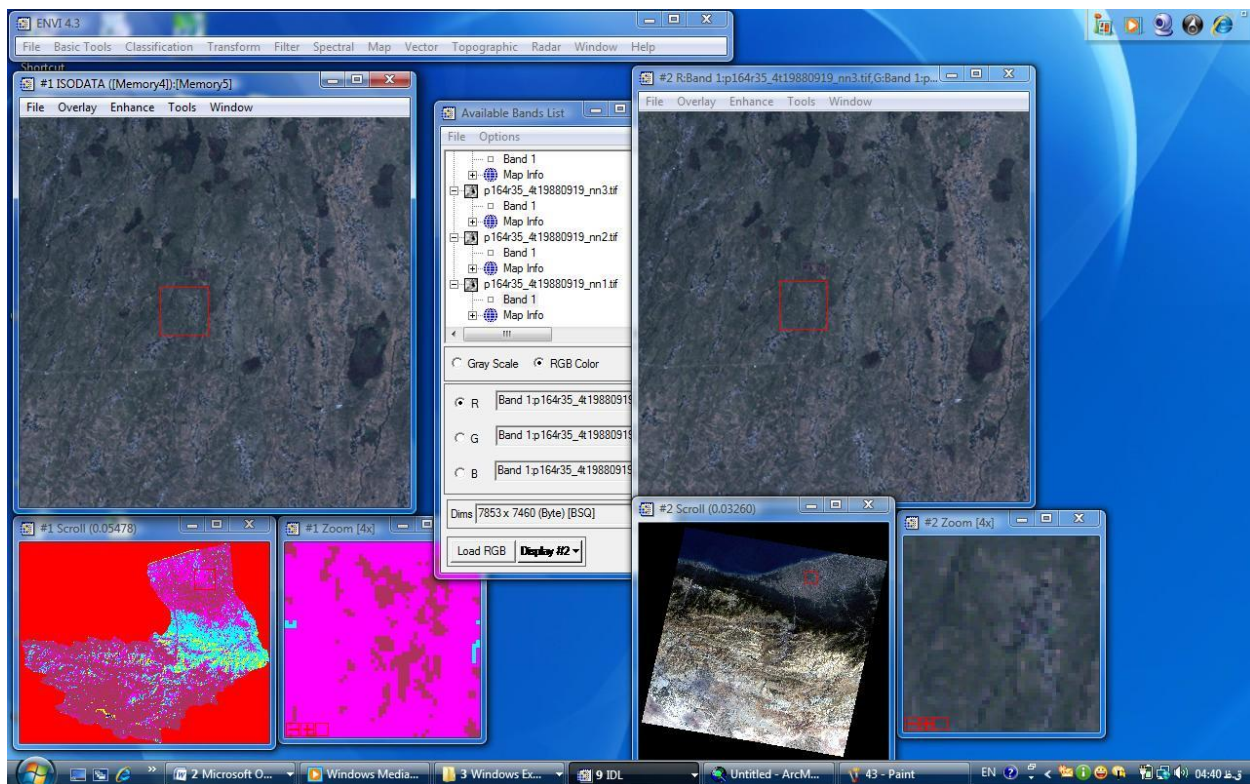 ENVI 4.3
File Basic Tools Classification Transform Filter Spectral Map Vector Topographic Radar Window Help
Shortcut
#1 ISODATA ([Memory4]):[Memory5]
File Overlay Enhance Tools Window
Available Bands List
File Options
Band 1
Map Info
p164r35_4t19880919_nn3.tif
Band 1
Map Info
p164r35_4t19880919_nn2.tif
Band 1
Map Info
p164r35_4t19880919_nn1.tif
Band 1
Map Info
Gray Scale RGB Color
R Band 1:p164r35_4t19880919
G Band 1:p164r35_4t19880919
B Band 1:p164r35_4t19880919
Dims 7853 x 7460 (Byte) [BSQ]
Load RGB Display #2
#2 R:Band 1:p164r35_4t19880919_nn3.tif,G:Band 1:p...
File Overlay Enhance Tools Window
#1 Scroll (0.05478)
#1 Zoom [4x]
#2 Scroll (0.03260)
#2 Zoom [4x]
2 Microsoft O... Windows Media... 3 Windows Ex... 9 IDL Untitled - ArcM... 43 - Paint EN 04:40 ق.ظ